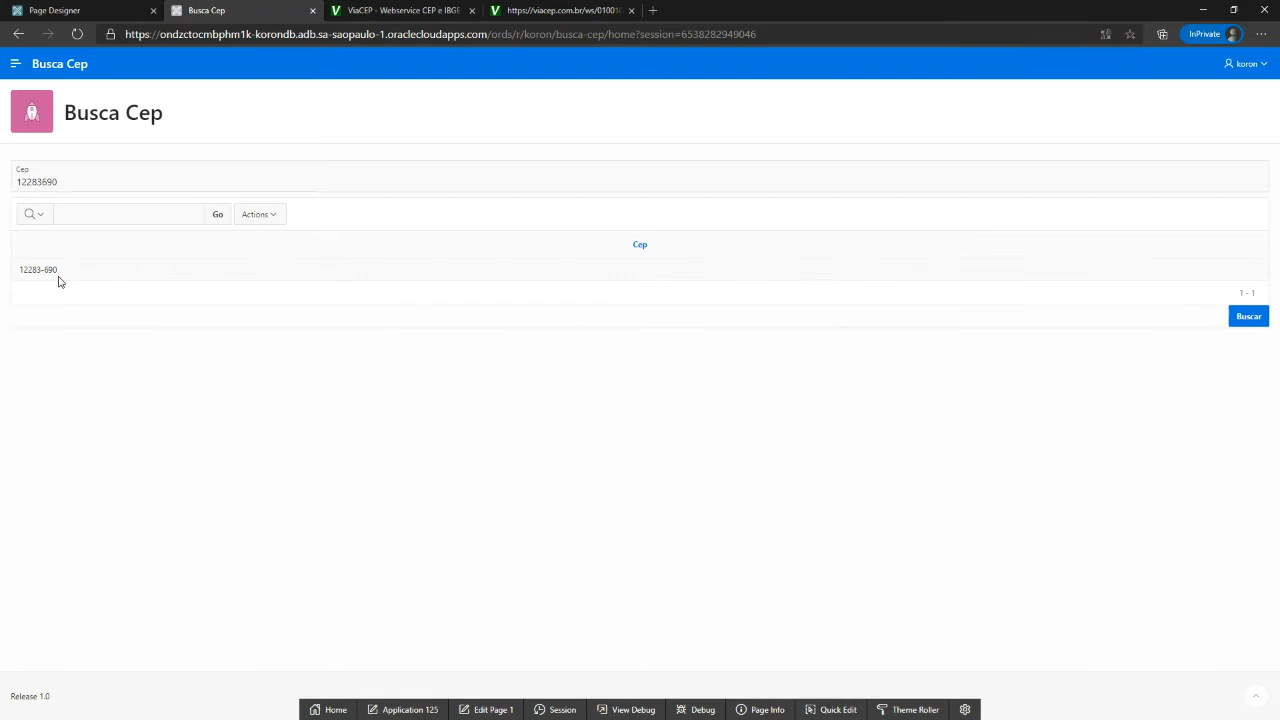 Page Designer
Busca Cep
ViaCEP - Webservice CEP e IBGE
https://viacep.com.br/ws/01001
https://ondzctocmbphm1k-korondb.adb.sa-saopaulo-1.oraclecloudapps.com/ords/r/koron/busca-cep/home?session=6538282949046
InPrivate
Busca Cep
koron
Busca Cep
Cep
12283690
Go
Actions
Cep
12283-690
1 - 1
Buscar
Release 1.0
Home
Application 125
Edit Page 1
Session
View Debug
Debug
Page Info
Quick Edit
Theme Roller